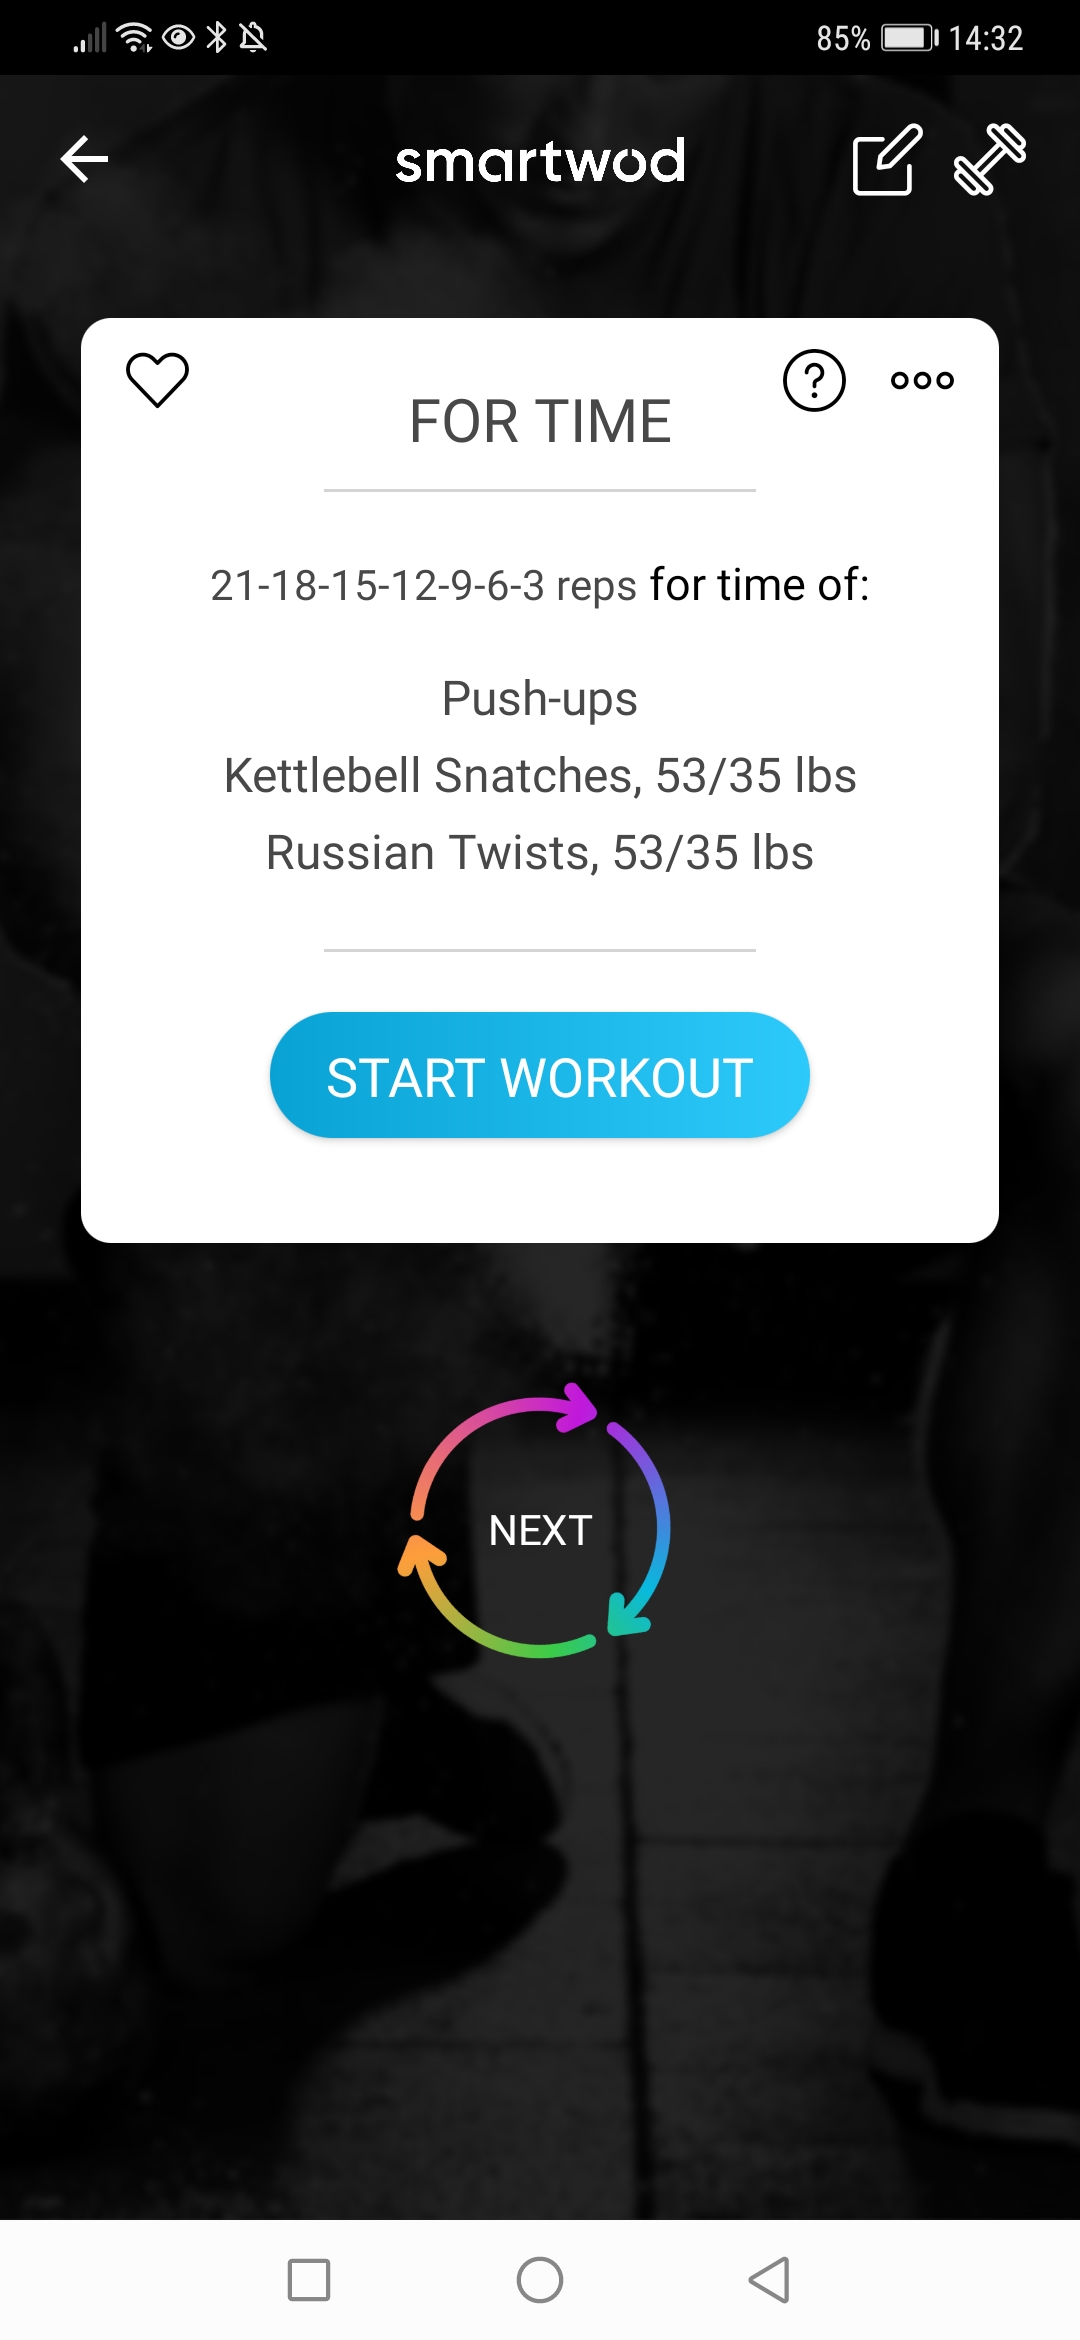 85% 14:32
smartwod
FOR TIME
21-18-15-12-9-6-3 reps for time of:
Push-ups
Kettlebell Snatches, 53/35 lbs
Russian Twists, 53/35 lbs
START WORKOUT
NEXT